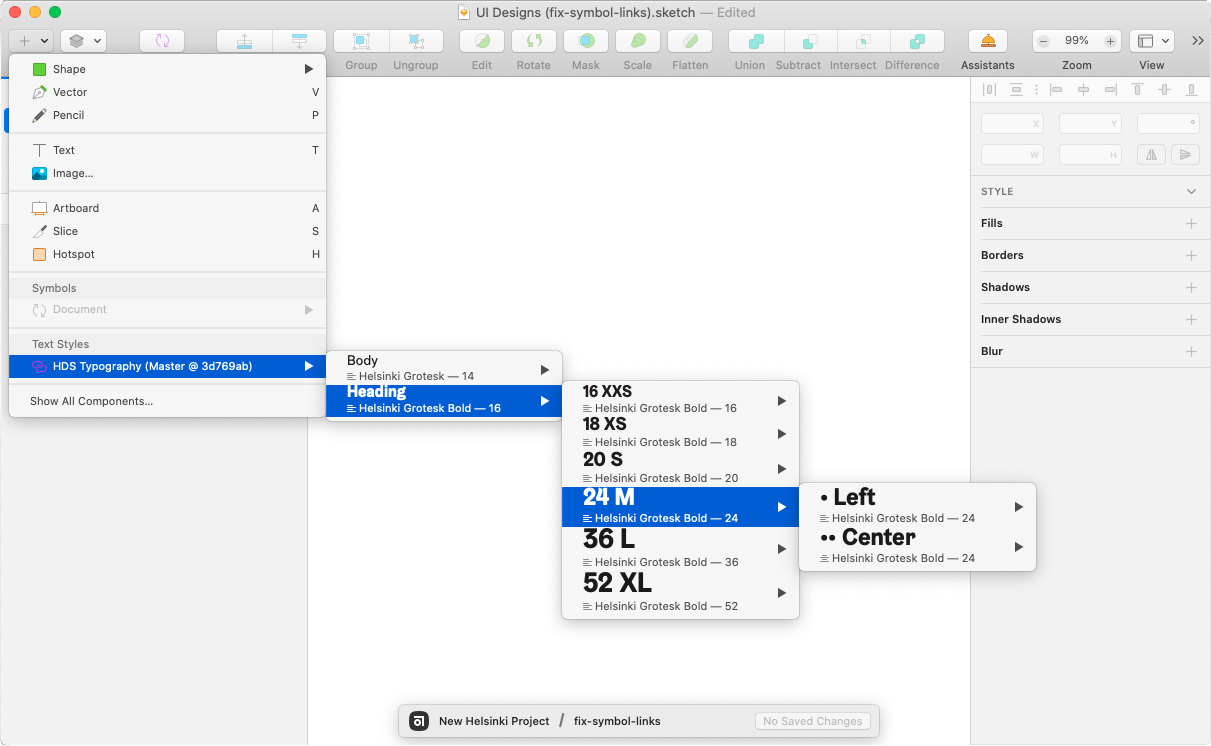 UI Designs (fix-symbol-links).sketch — Edited
Group Ungroup Edit Rotate Mask Scale Flatten Union Subtract Intersect Difference Assistants 99% Zoom View
Shape
Vector V
Pencil P
Text T
Image...
Artboard A
Slice S
Hotspot H
Symbols
Document
Text Styles
HDS Typography (Master @ 3d769ab)
Show All Components...
Body
Helsinki Grotesk — 14
Heading
Helsinki Grotesk Bold — 16
16 XXS
Helsinki Grotesk Bold — 16
18 XS
Helsinki Grotesk Bold — 18
20 S
Helsinki Grotesk Bold — 20
24 M
Helsinki Grotesk Bold — 24
36 L
Helsinki Grotesk Bold — 36
52 XL
Helsinki Grotesk Bold — 52
• Left
Helsinki Grotesk Bold — 24
•• Center
Helsinki Grotesk Bold — 24
X Y °
W H
STYLE
Fills
Borders
Shadows
Inner Shadows
Blur
New Helsinki Project / fix-symbol-links No Saved Changes